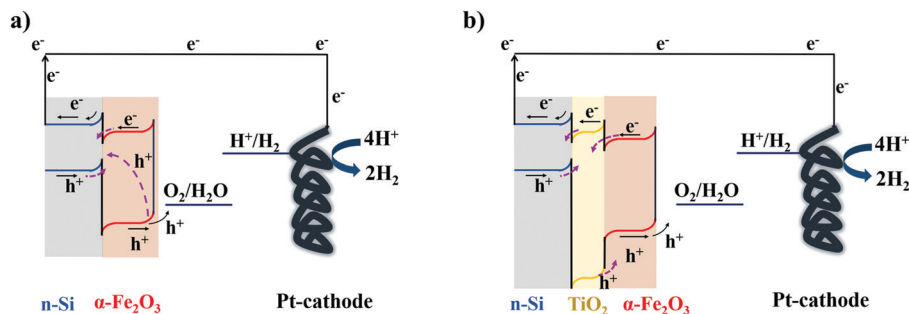 a)
e⁻
e⁻
e⁻
e⁻
e⁻
e⁻
H⁺/H₂
4H⁺
2H₂
h⁺
h⁺
O₂/H₂O
h⁺
h⁺
n-Si
α-Fe₂O₃
Pt-cathode
b)
e⁻
e⁻
e⁻
e⁻
e⁻
e⁻
e⁻
e⁻
H⁺/H₂
4H⁺
2H₂
h⁺
O₂/H₂O
h⁺
h⁺
h⁺
n-Si
TiO₂
α-Fe₂O₃
Pt-cathode